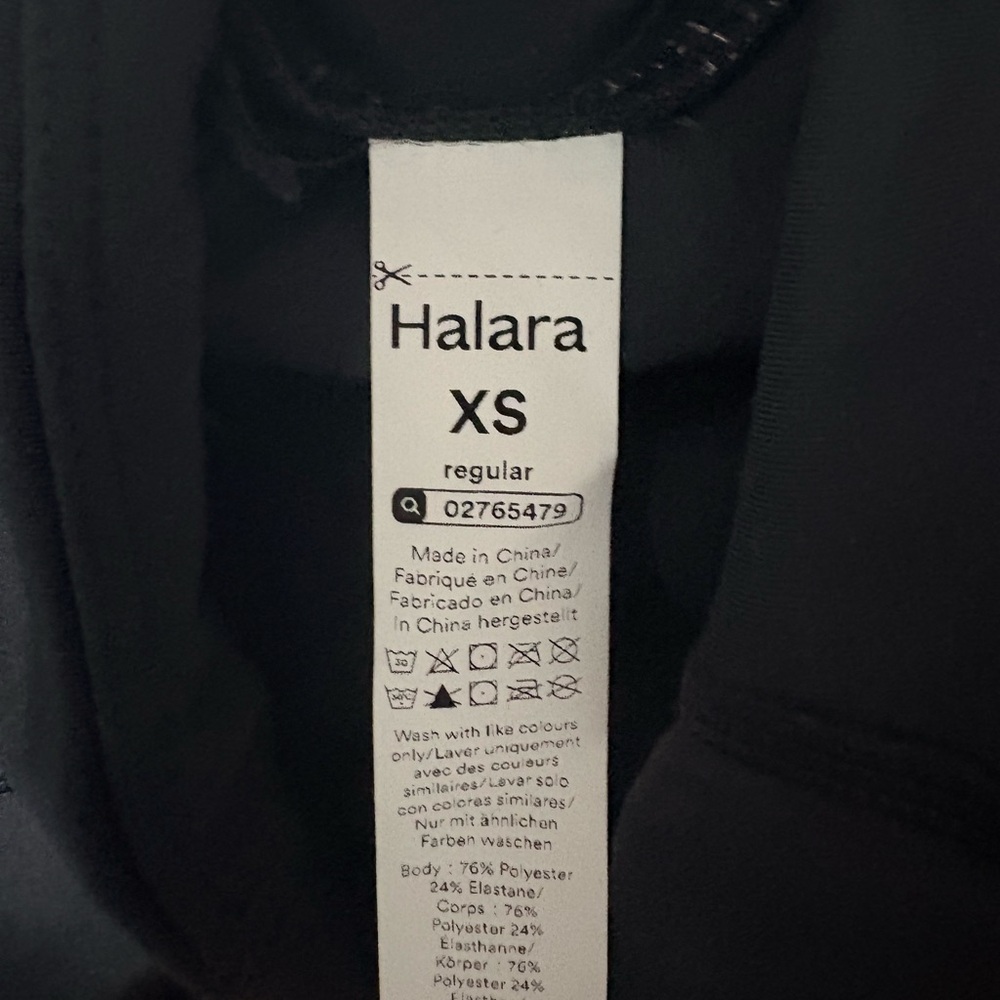 Halara
XS
regular
02765479
Made in China/
Fabriqué en Chine/
Fabricado en China/
In China hergestellt
30
30°C
Wash with like colours
only/Laver uniquement
avec des couleurs
similaires/Lavar solo
con colores similares/
Nur mit ähnlichen
Farben waschen
Body : 76% Polyester
24% Elastane/
Corps : 76%
Polyester 24%
Élasthanne/
Körper : 76%
Polyester 24%